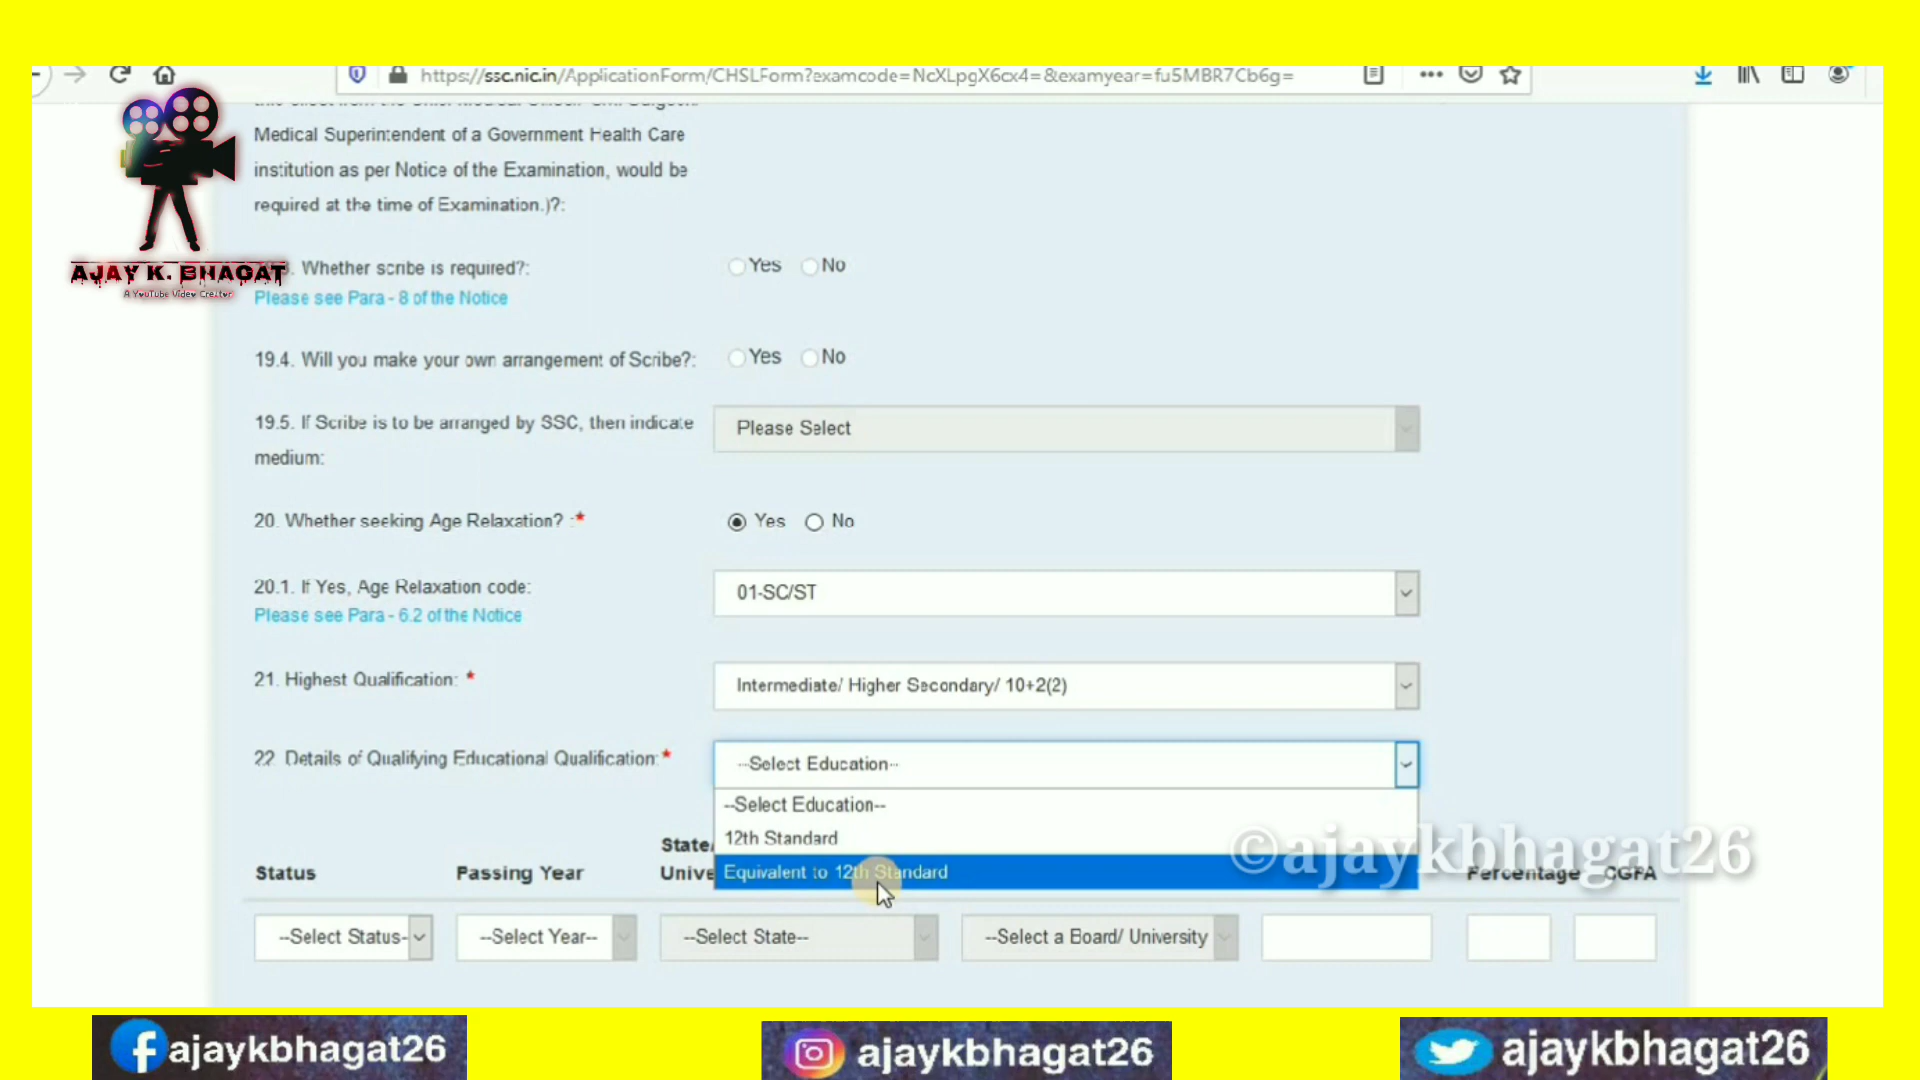 https://ssc.nic.in/ApplicationForm/CHSLForm?examcode=NcXLpgX6cx4=&examyear=fu5MBR7Cb6g=
Medical Superintendent of a Government Health Care
institution as per Notice of the Examination, would be
required at the time of Examination.)?:
AJAY K. BHAGAT
A YouTube Video Creator
Whether scribe is required?:
Yes No
Please see Para - 8 of the Notice
19.4. Will you make your own arrangement of Scribe?:
Yes No
19.5. If Scribe is to be arranged by SSC, then indicate
medium:
Please Select
20. Whether seeking Age Relaxation? :*
Yes No
20.1. If Yes, Age Relaxation code:
01-SC/ST
Please see Para - 6.2 of the Notice
21. Highest Qualification: *
Intermediate/ Higher Secondary/ 10+2(2)
22. Details of Qualifying Educational Qualification:*
--Select Education--
--Select Education--
12th Standard
Equivalent to 12th Standard
©ajaykbhagat26
Status Passing Year Percentage CGPA
--Select Status- --Select Year-- --Select State-- --Select a Board/ University
ajaykbhagat26
ajaykbhagat26
ajaykbhagat26